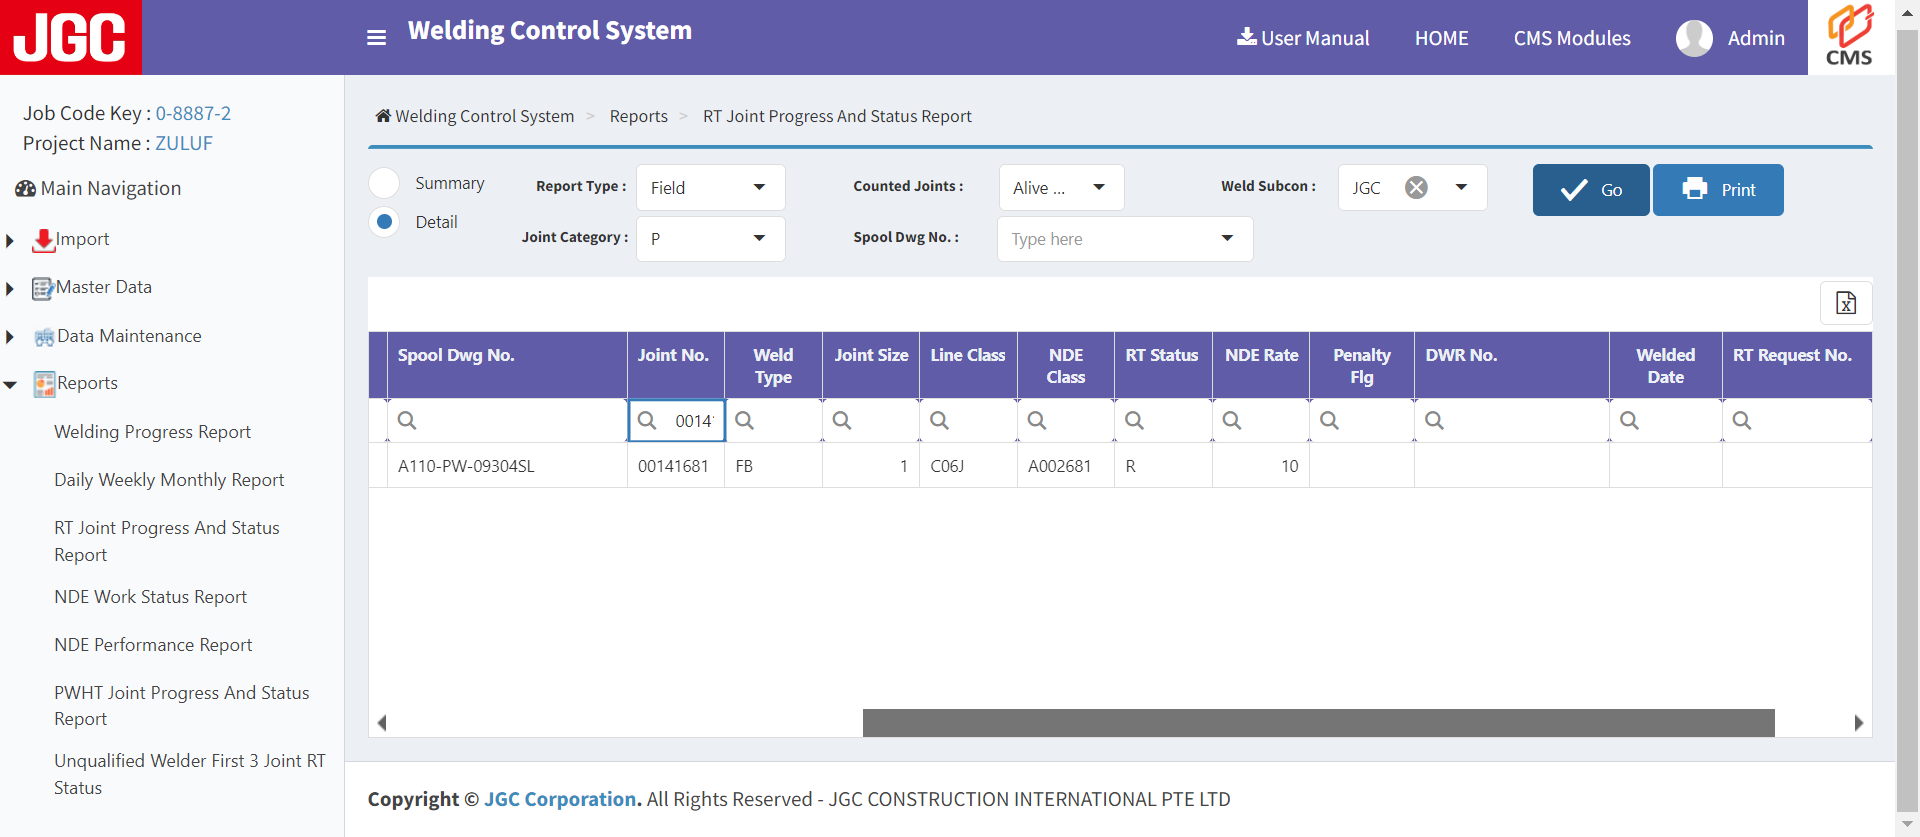 JGC
Welding Control System
User Manual
HOME
CMS Modules
Admin
CMS
Job Code Key : 0-8887-2
Project Name : ZULUF
Main Navigation
Import
Master Data
Data Maintenance
Reports
Welding Progress Report
Daily Weekly Monthly Report
RT Joint Progress And Status
Report
NDE Work Status Report
NDE Performance Report
PWHT Joint Progress And Status
Report
Unqualified Welder First 3 Joint RT
Status
Welding Control System > Reports > RT Joint Progress And Status Report
Summary
Detail
Report Type : Field
Counted Joints : Alive ...
Weld Subcon : JGC
Go
Print
Joint Category : P
Spool Dwg No. : Type here
Spool Dwg No. Joint No. Weld Type Joint Size Line Class NDE Class RT Status NDE Rate Penalty Flg DWR No. Welded Date RT Request No.
0014
A110-PW-09304SL 00141681 FB 1 C06J A002681 R 10
Copyright © JGC Corporation. All Rights Reserved - JGC CONSTRUCTION INTERNATIONAL PTE LTD